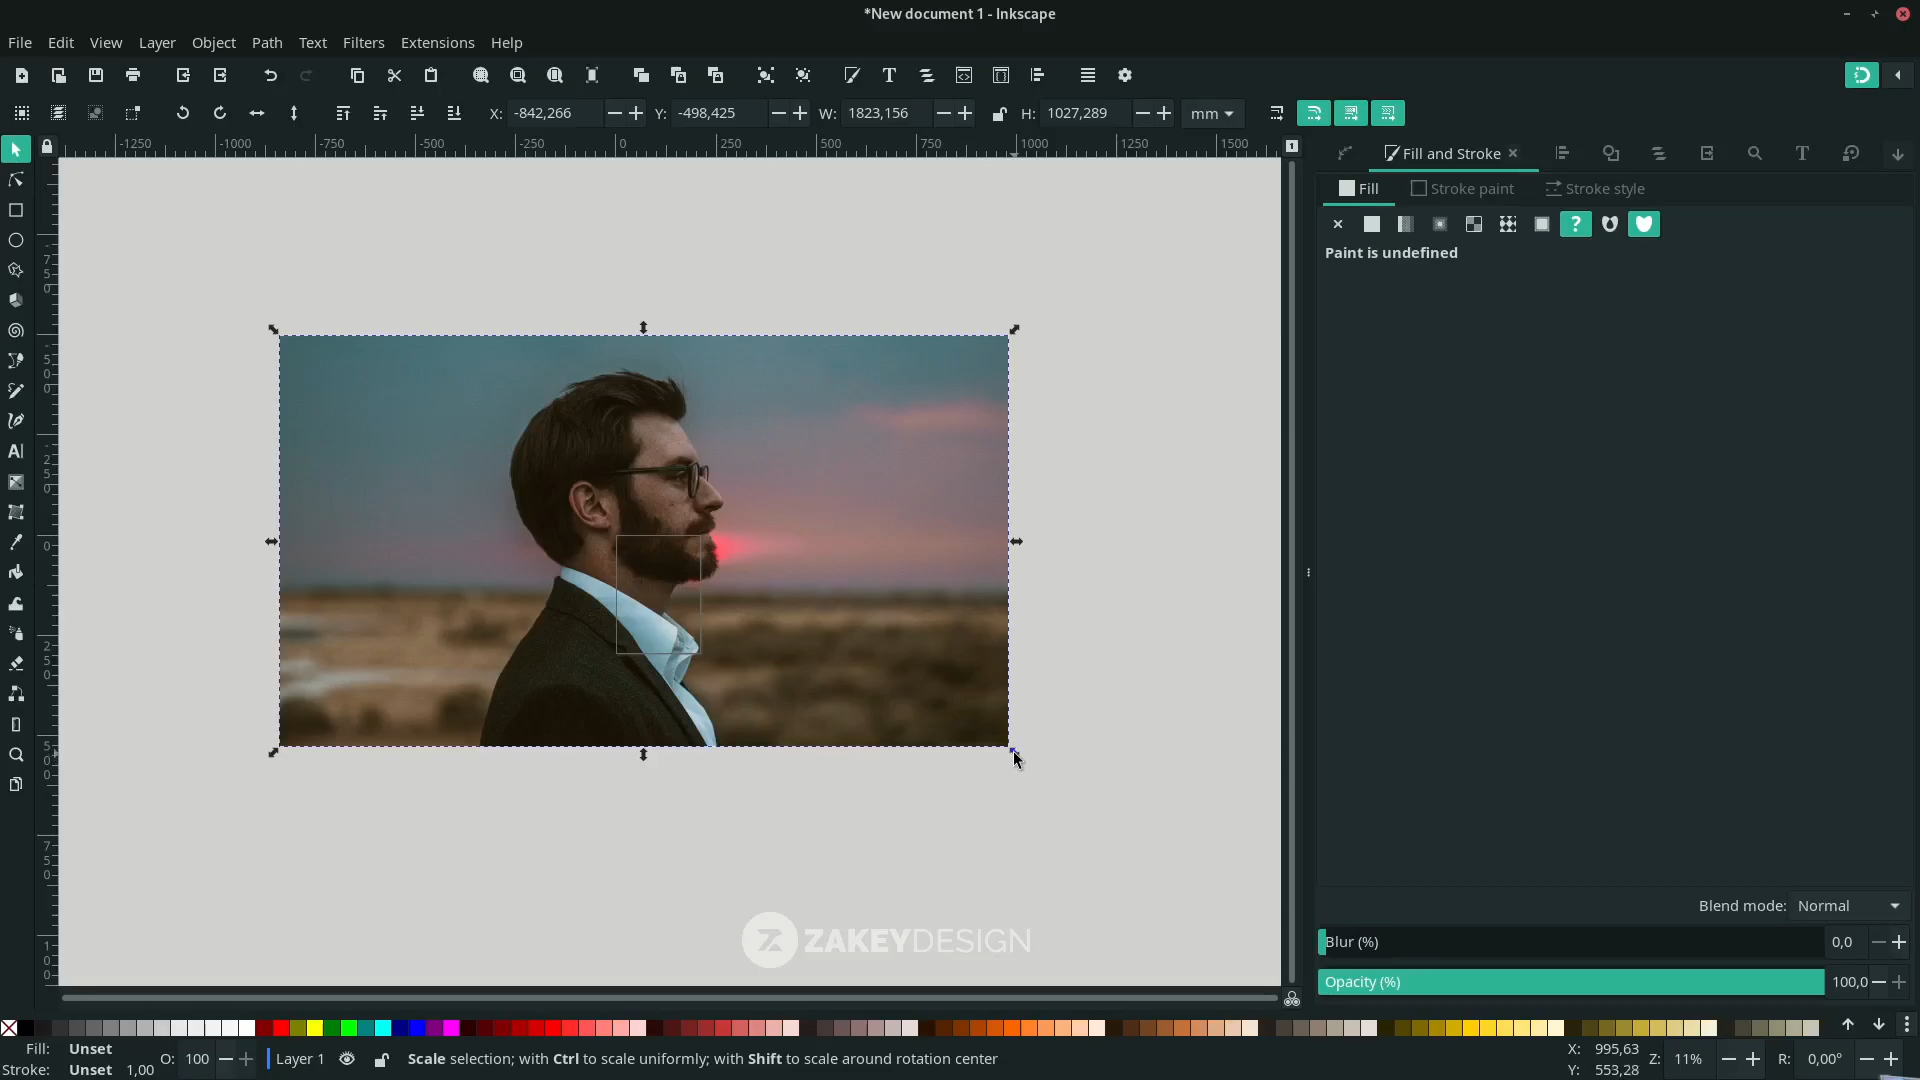 *New document 1 - Inkscape
File Edit View Layer Object Path Text Filters Extensions Help
X: -842,266 Y: -498,425 W: 1823,156 H: 1027,289 mm
-1250 -1000 -750 -500 -250 0 250 500 750 1000 1250 1500
1
Fill and Stroke
Fill Stroke paint Stroke style
?
Paint is undefined
ZAKEYDESIGN
Blend mode: Normal
Blur (%) 0,0
Opacity (%) 100,0
Fill: Unset
Stroke: Unset 1,00
O: 100
Layer 1
Scale selection; with Ctrl to scale uniformly; with Shift to scale around rotation center
X: 995,63
Y: 553,28
Z: 11%
R: 0,00°